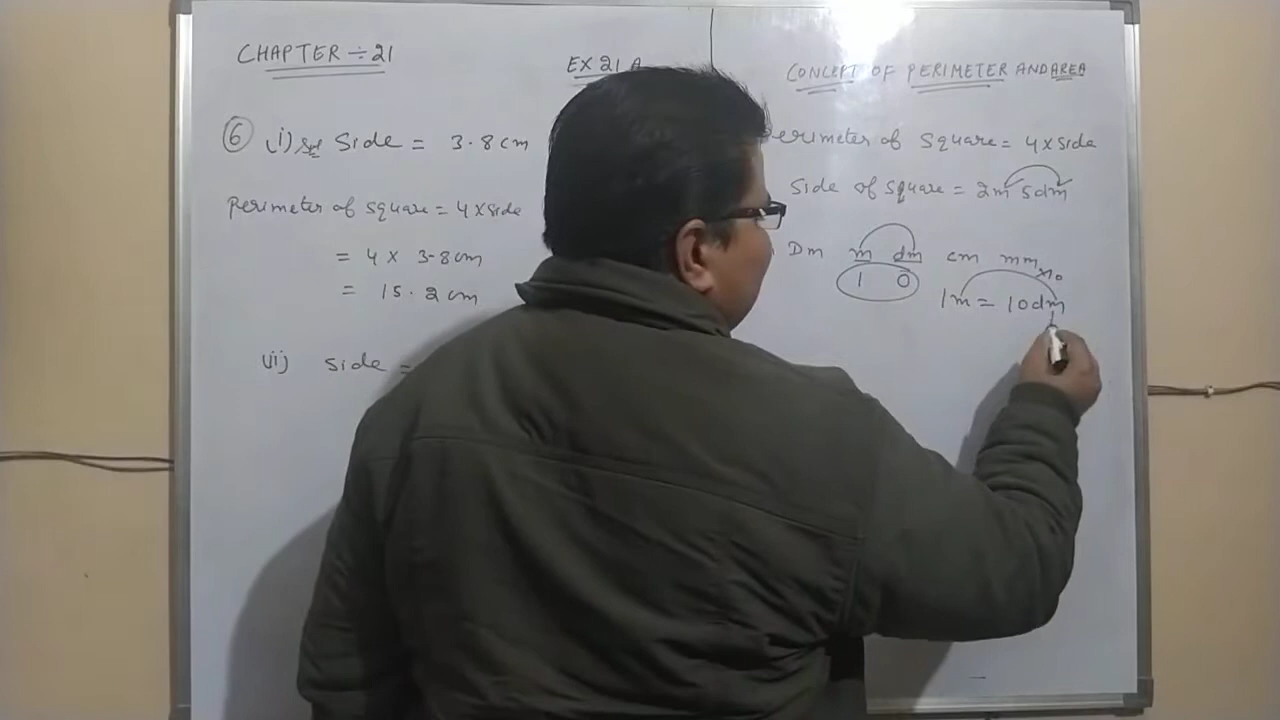 CHAPTER ÷ 21
EX 21 A
CONCEPT OF PERIMETER AND AREA
6 i) Sol Side = 3.8 cm
Perimeter of square = 4 x side
= 4 x 3.8 cm
= 15.2 cm
ii) side =
erimeter of square = 4 x side
Side of square = 2m 5dm
Dm m dm cm mm
1 0
x10
1m = 10dm